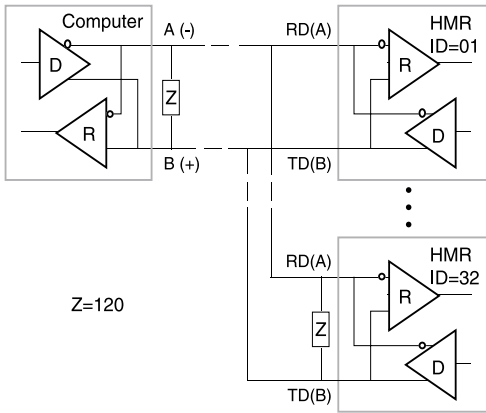 Computer
A (-)
RD(A)
HMR
ID=01
D
R
Z
R
D
B (+)
TD(B)
RD(A)
HMR
ID=32
R
Z=120
Z
D
TD(B)